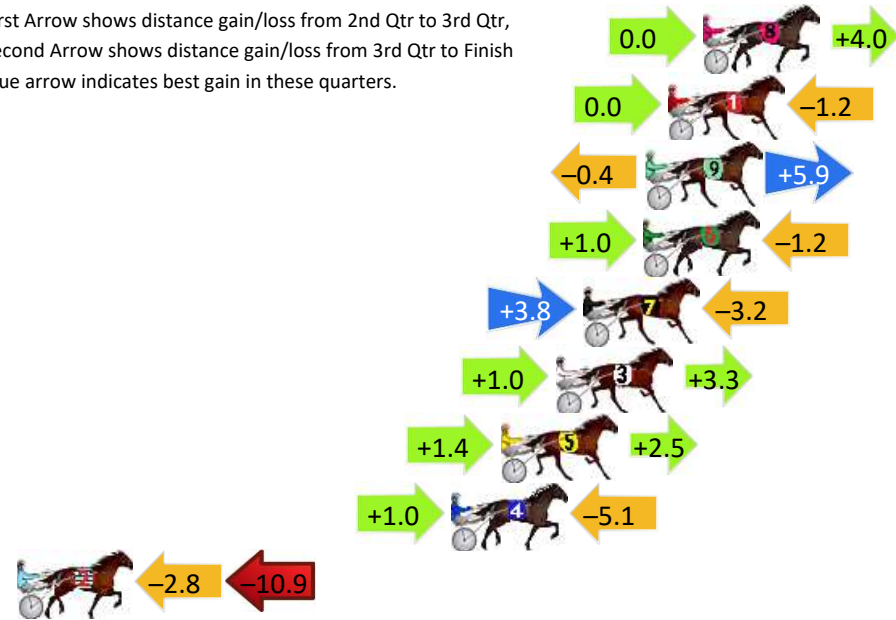 rst Arrow shows distance gain/loss from 2nd Qtr to 3rd Qtr,
econd Arrow shows distance gain/loss from 3rd Qtr to Finish
ue arrow indicates best gain in these quarters.
0.0 8 +4.0
0.0 1 –1.2
–0.4 9 +5.9
+1.0 6 –1.2
+3.8 7 –3.2
+1.0 3 +3.3
+1.4 5 +2.5
+1.0 4 –5.1
–2.8 –10.9